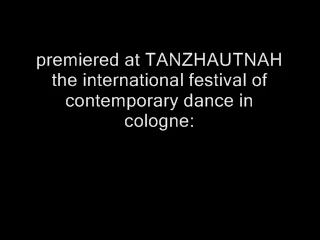 premiered at TANZHAUTNAH
the international festival of
contemporary dance in
cologne: